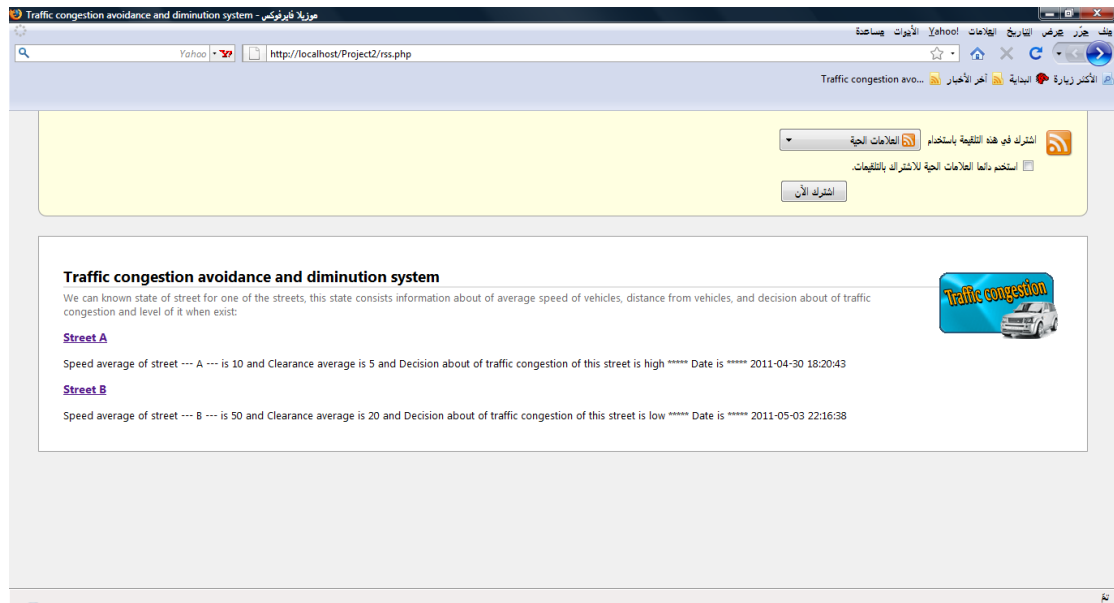 Traffic congestion avoidance and diminution system - موزيلا فايرفوكس
ملف تحرير عرض التاريخ العلامات Yahoo! الأدوات مساعدة
Yahoo
http://localhost/Project2/rss.php
الأكثر زيارة البداية آخر الأخبار Traffic congestion avo...
اشترك في هذه التلقيمة باستخدام العلامات الحية
استخدم دائما العلامات الحية للاشتراك بالتلقيمات.
اشترك الآن
Traffic congestion avoidance and diminution system
Traffic congestion
We can known state of street for one of the streets, this state consists information about of average speed of vehicles, distance from vehicles, and decision about of traffic
congestion and level of it when exist:
Street A
Speed average of street --- A --- is 10 and Clearance average is 5 and Decision about of traffic congestion of this street is high ***** Date is ***** 2011-04-30 18:20:43
Street B
Speed average of street --- B --- is 50 and Clearance average is 20 and Decision about of traffic congestion of this street is low ***** Date is ***** 2011-05-03 22:16:38
تمّ